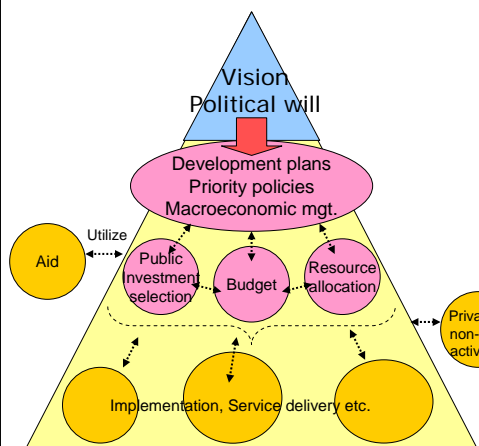 Vision
Political will
Development plans
Priority policies
Macroeconomic mgt.
Utilize
Aid
Public
Investment
selection
Budget
Resource
allocation
non-
Implementation, Service delivery etc.